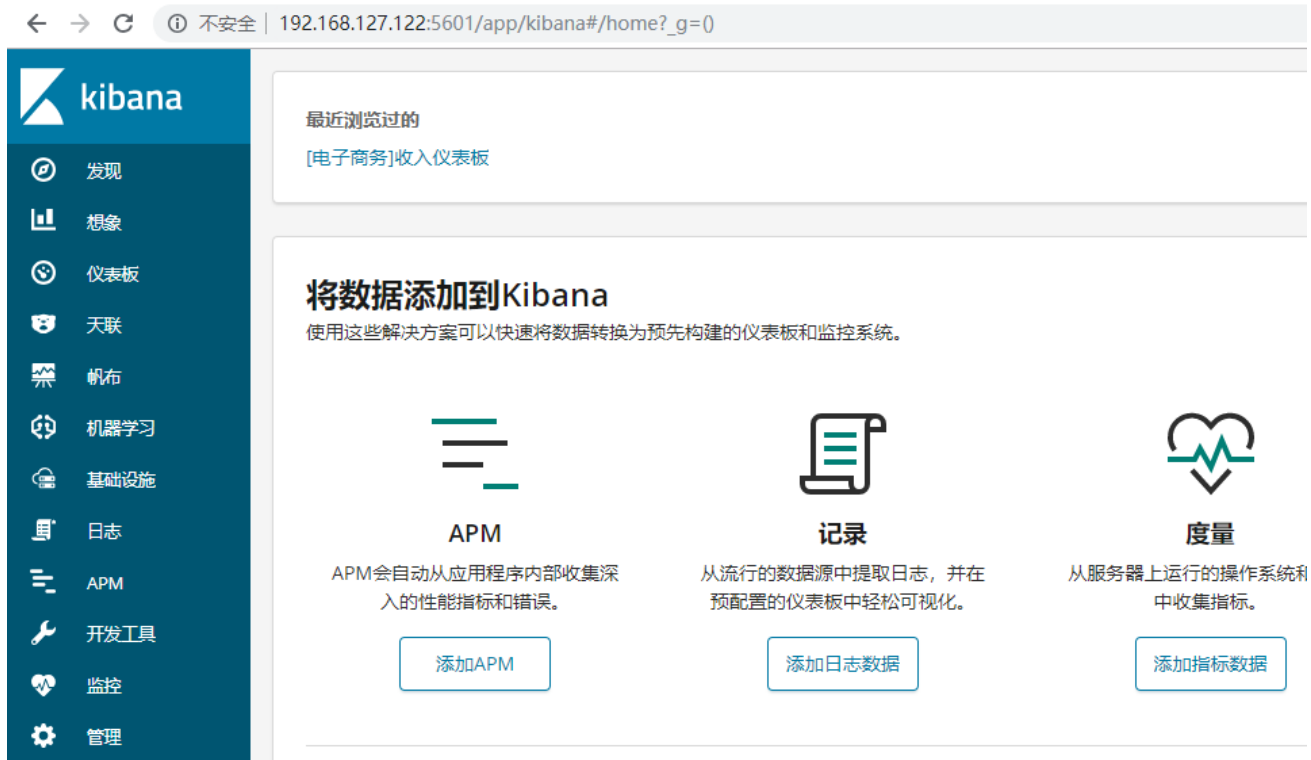 不安全 | 192.168.127.122:5601/app/kibana#/home?_g=()
kibana
发现
想象
仪表板
天联
帆布
机器学习
基础设施
日志
APM
开发工具
监控
管理
最近浏览过的
[电子商务]收入仪表板
将数据添加到Kibana
使用这些解决方案可以快速将数据转换为预先构建的仪表板和监控系统。
APM
APM会自动从应用程序内部收集深
入的性能指标和错误。
添加APM
记录
从流行的数据源中提取日志，并在
预配置的仪表板中轻松可视化。
添加日志数据
度量
从服务器上运行的操作系统和
中收集指标。
添加指标数据